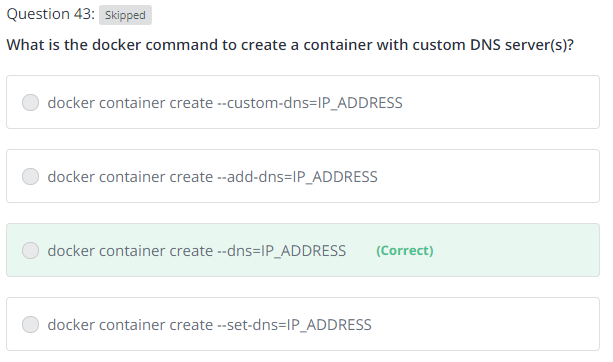 Question 43: Skipped
What is the docker command to create a container with custom DNS server(s)?
docker container create --custom-dns=IP_ADDRESS
docker container create --add-dns=IP_ADDRESS
docker container create --dns=IP_ADDRESS (Correct)
docker container create --set-dns=IP_ADDRESS